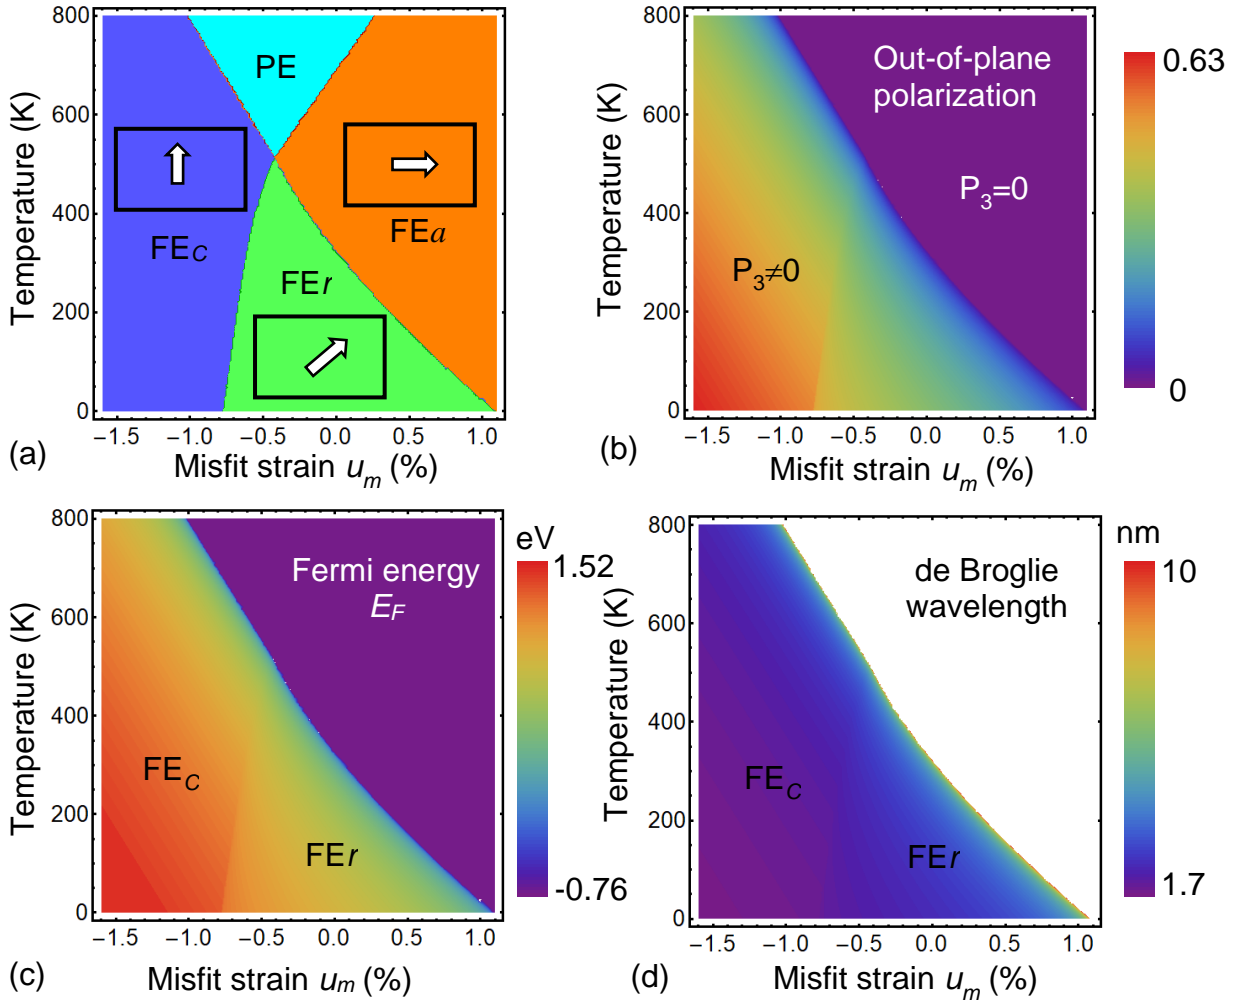 800
600
400
200
0
Temperature (K)
PE
FEC
FEa
FEr
−1.5 −1.0 −0.5 0.0 0.5 1.0
Misfit strain um (%)
(a)
800
600
400
200
0
Temperature (K)
Out-of-plane
polarization
P3=0
P3≠0
0.63
0
−1.5 −1.0 −0.5 0.0 0.5 1.0
Misfit strain um (%)
(b)
800
600
400
200
0
Temperature (K)
Fermi energy
EF
FEC
FEr
eV
1.52
-0.76
−1.5 −1.0 −0.5 0.0 0.5 1.0
Misfit strain um (%)
(c)
800
600
400
200
0
Temperature (K)
de Broglie
wavelength
FEC
FEr
nm
10
1.7
−1.5 −1.0 −0.5 0.0 0.5 1.0
Misfit strain um (%)
(d)